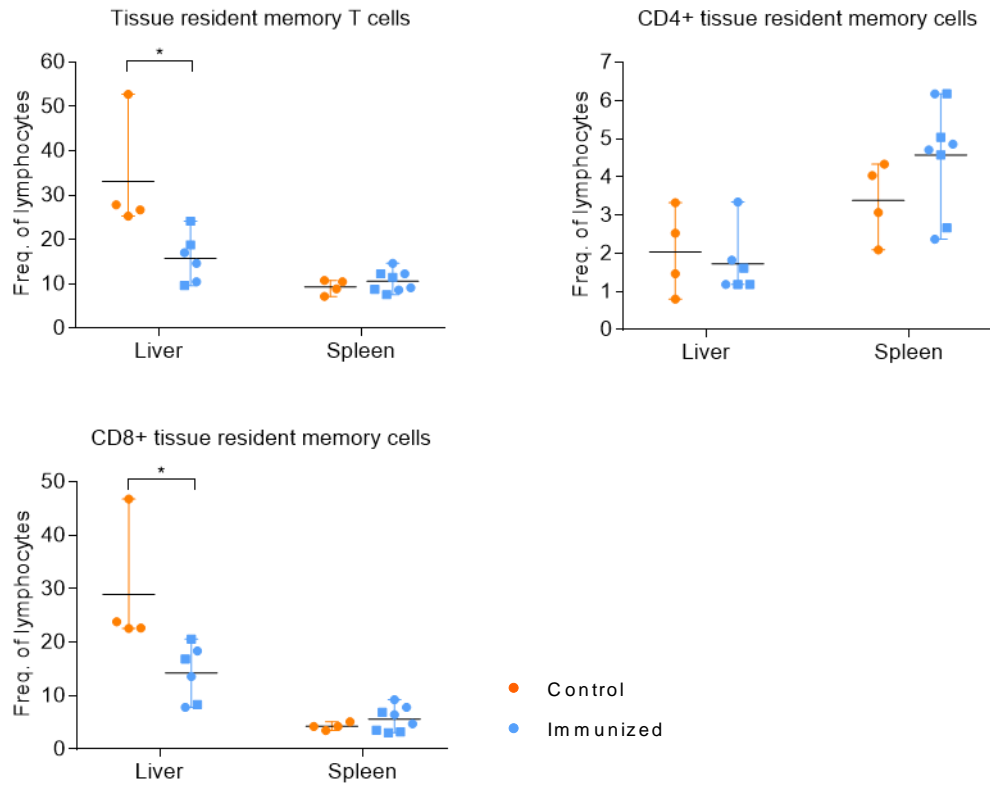 Tissue resident memory T cells
*
60
50
40
30
20
10
0
Freq. of lymphocytes
Liver
Spleen
CD4+ tissue resident memory cells
7
6
5
4
3
2
1
0
Freq. of lymphocytes
Liver
Spleen
CD8+ tissue resident memory cells
*
50
40
30
20
10
0
Freq. of lymphocytes
Liver
Spleen
Control
Immunized